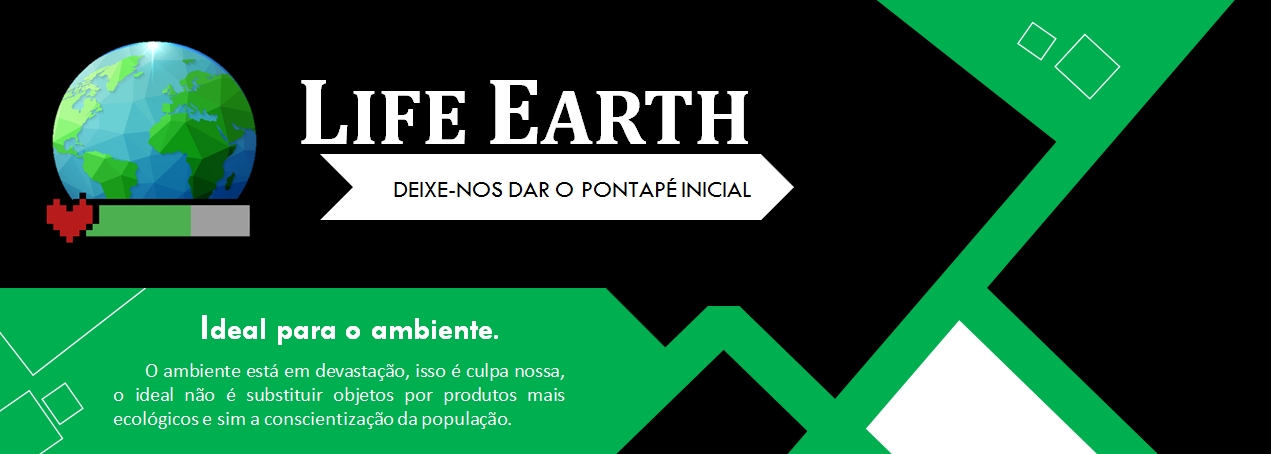 LIFE EARTH
DEIXE-NOS DAR O PONTAPÉ INICIAL
Ideal para o ambiente.
O ambiente está em devastação, isso é culpa nossa,
o ideal não é substituir objetos por produtos mais
ecológicos e sim a conscientização da população.